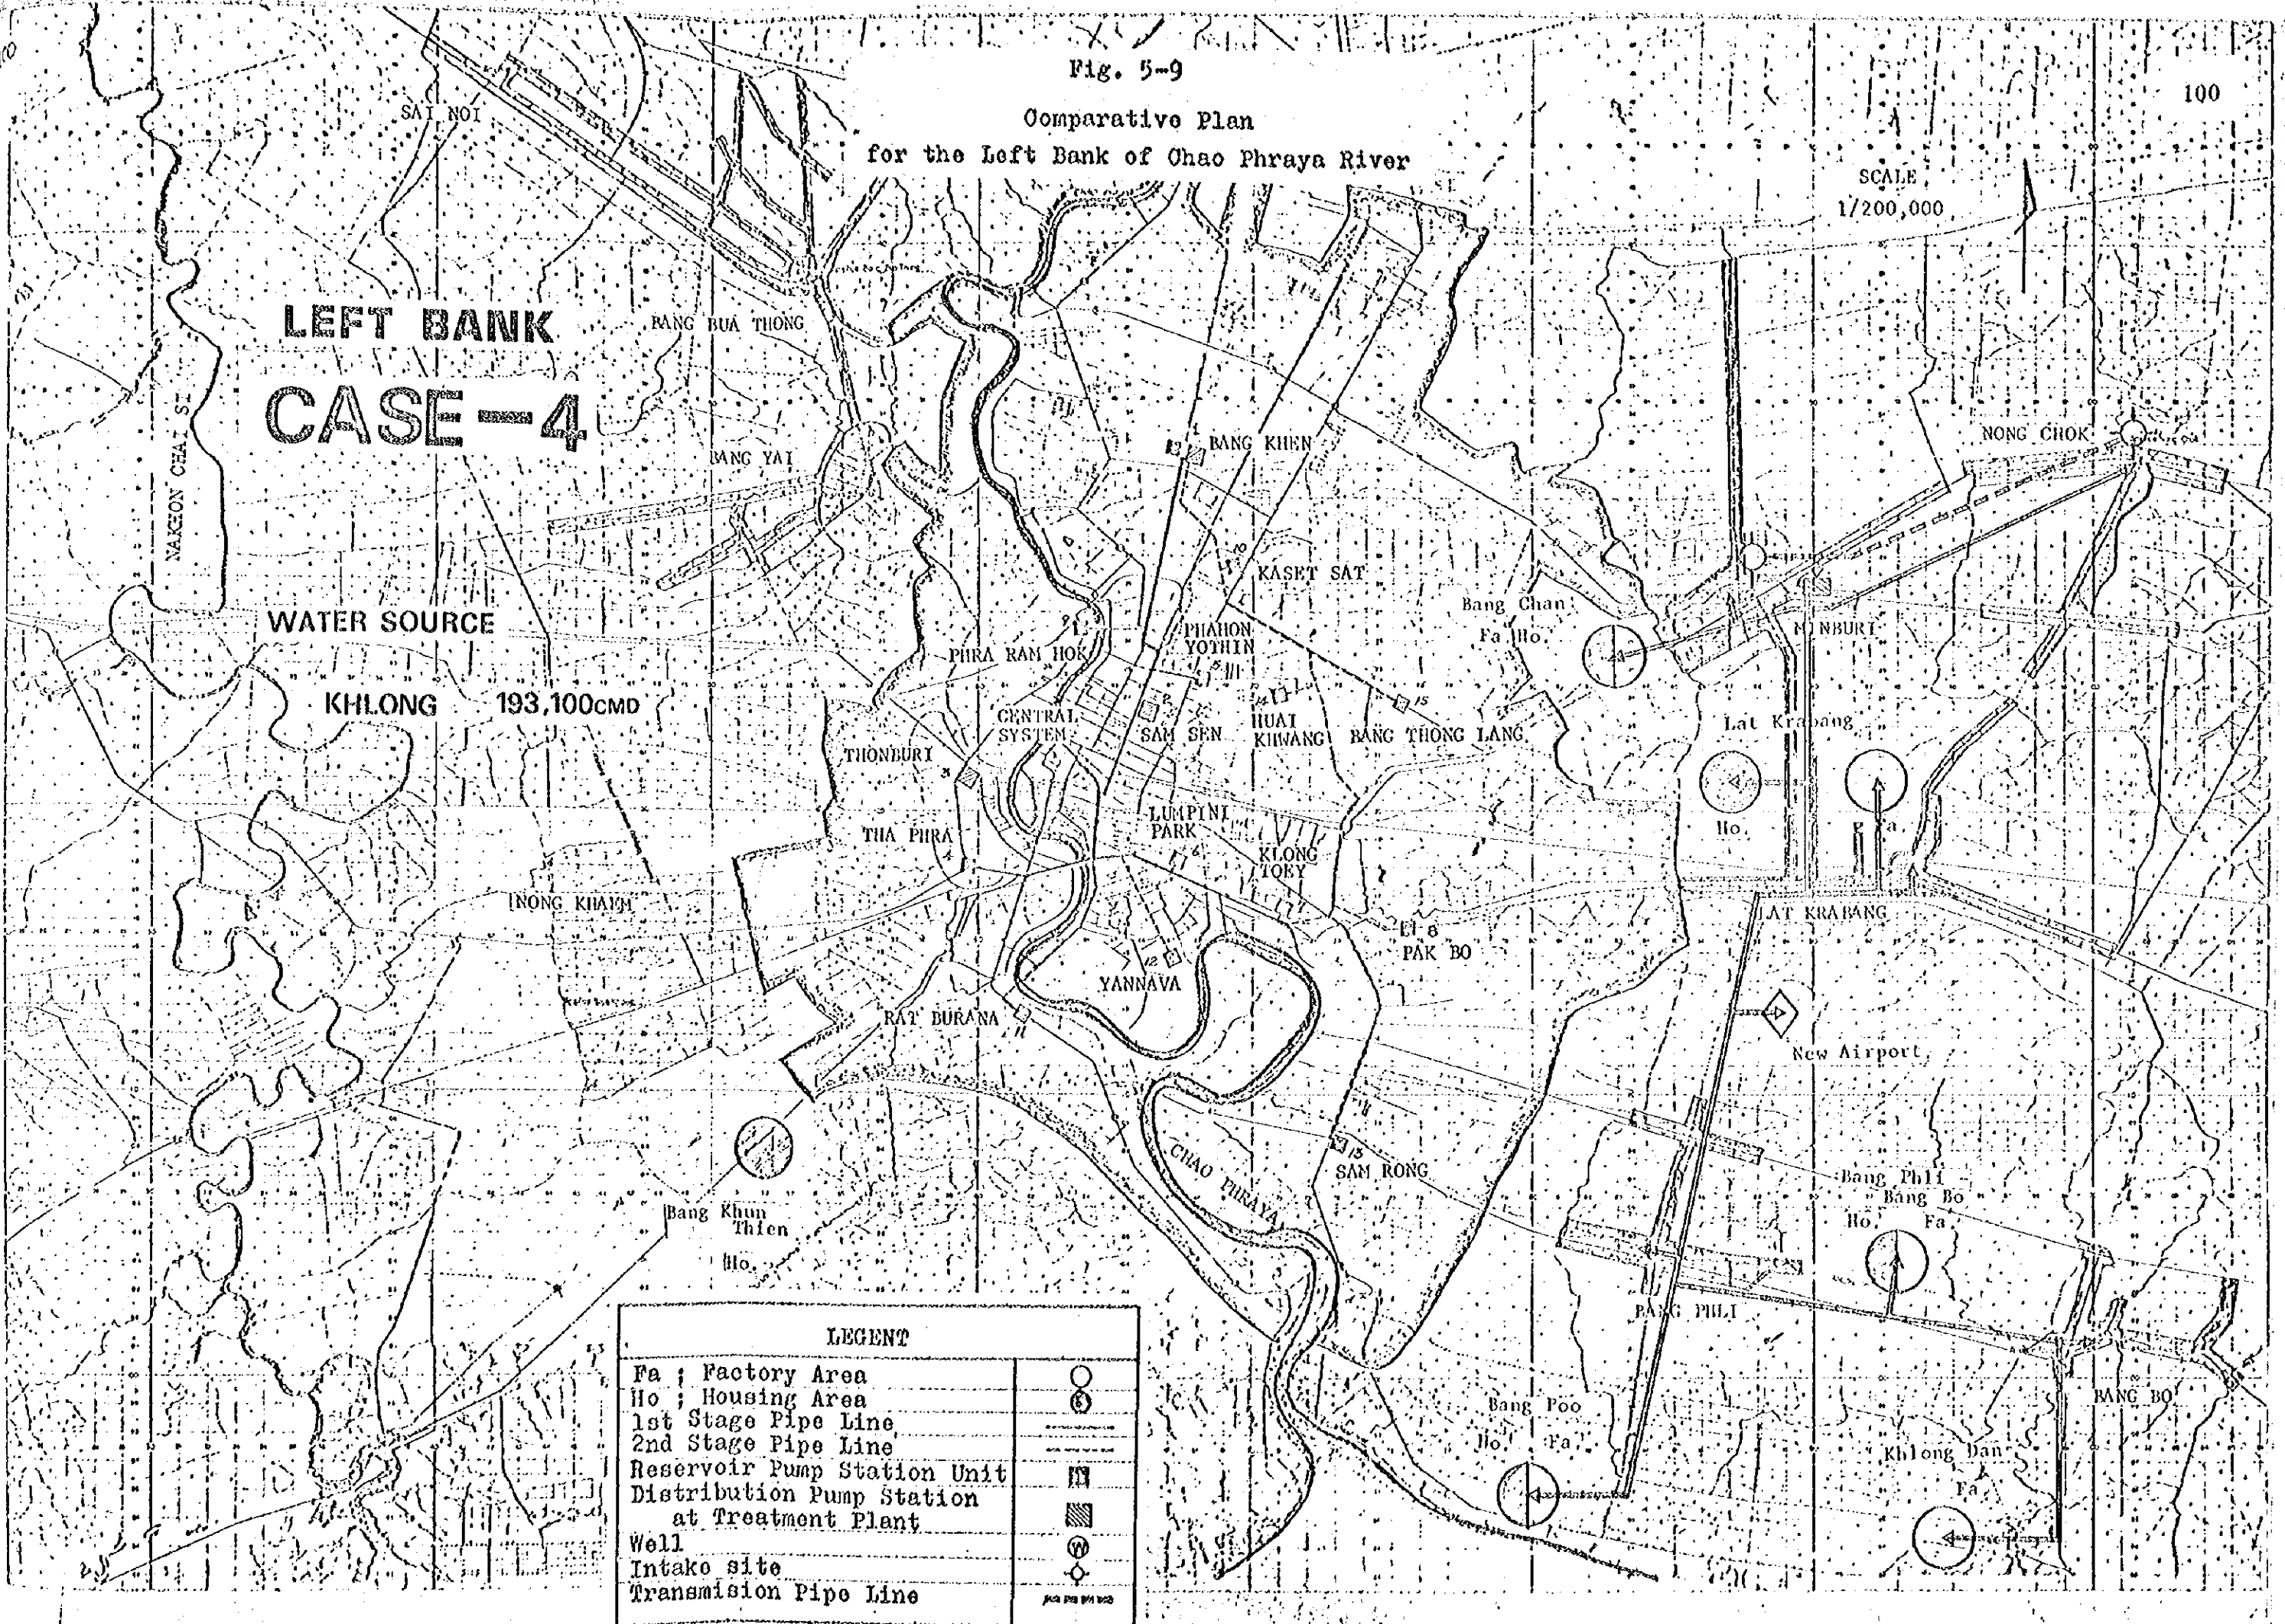 Fig. 5-9
Comparative Plan
for the Left Bank of Chao Phraya River
100
SCALE
1/200,000
SAI NOI
LEFT BANK
CASE-4
BANG BUA THONG
BANG YAI
NAKHON CHAI SI
WATER SOURCE
KHLONG 193,100CMD
BANG KHEN
NONG CHOK
KASET SAT
Bang Chan
Fa Ho.
MINBURI
PHAHON
YOTHIN
PHRA RAM HOK
CENTRAL
SYSTEM
SAM SEN
HUAI
KHWANG
BANG THONG LANG
15
Lat Krabang
Ho.
Fa.
THONBURI
THA PHRA
LUMPINI
PARK
KLONG
TOEY
NONG KHAEM
LAT KRABANG
PAK BO
YANNAVA
12
RAT BURANA
11
New Airport
CHAO PHRAYA
13
SAM RONG
Bang Khun
Thien
Ho.
Bang Phli
Bang Bo
Ho. Fa.
BANG PHLI
BANG BO
Bang Poo
Ho. Fa.
Khlong Dan
Fa.
LEGENT
Fa ; Factory Area
Ho ; Housing Area
1st Stage Pipe Line
2nd Stage Pipe Line
Reservoir Pump Station Unit
Distribution Pump Station
at Treatment Plant
Well
W
Intake site
Transmision Pipe Line